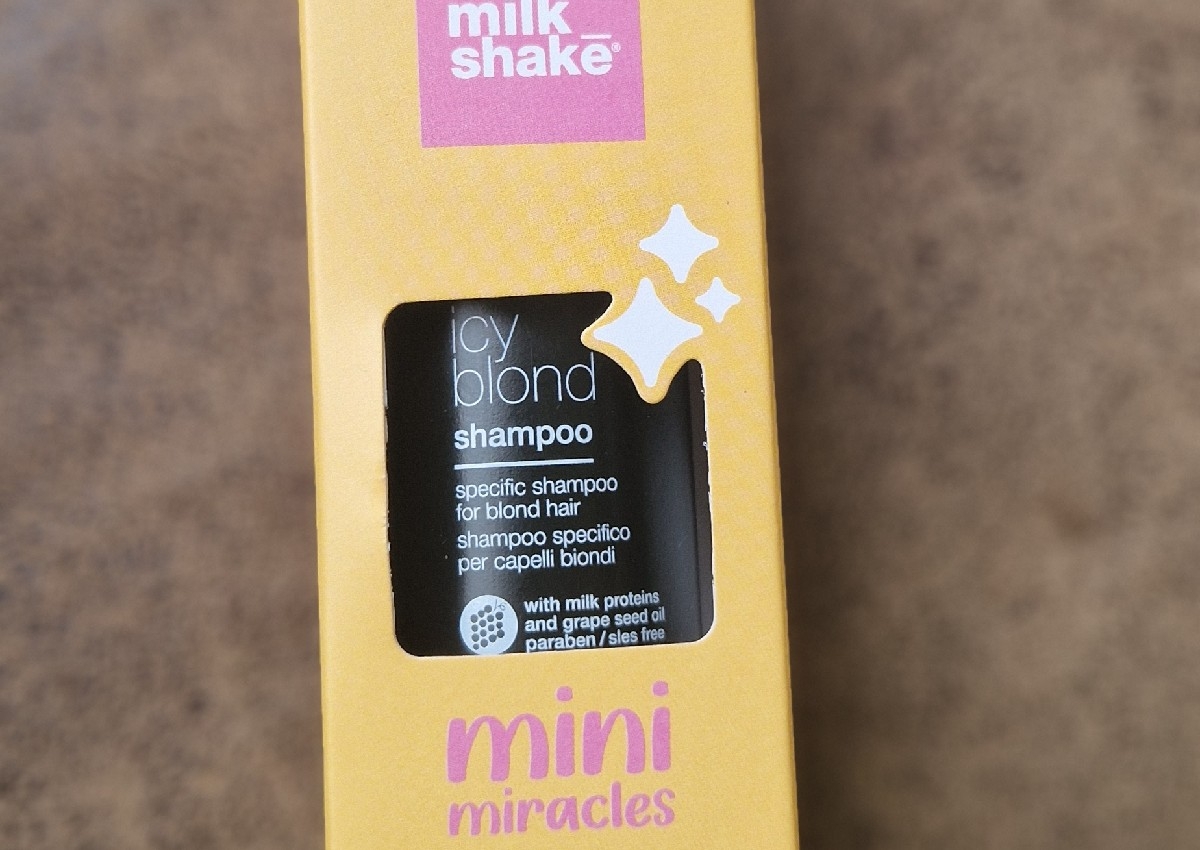 milk
shakē®
icy
blond
shampoo
specific shampoo
for blond hair
shampoo specifico
per capelli biondi
with milk proteins
and grape seed oil
paraben / sles free
mini
miracles